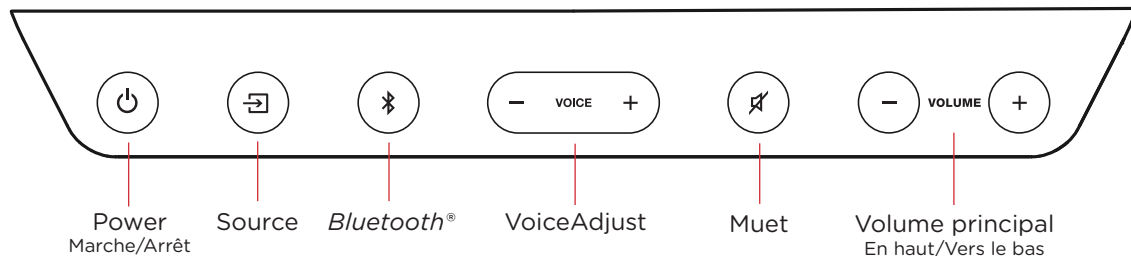 − VOICE +
− VOLUME +
Power
Marche/Arrêt
Source
Bluetooth®
VoiceAdjust
Muet
Volume principal
En haut/Vers le bas